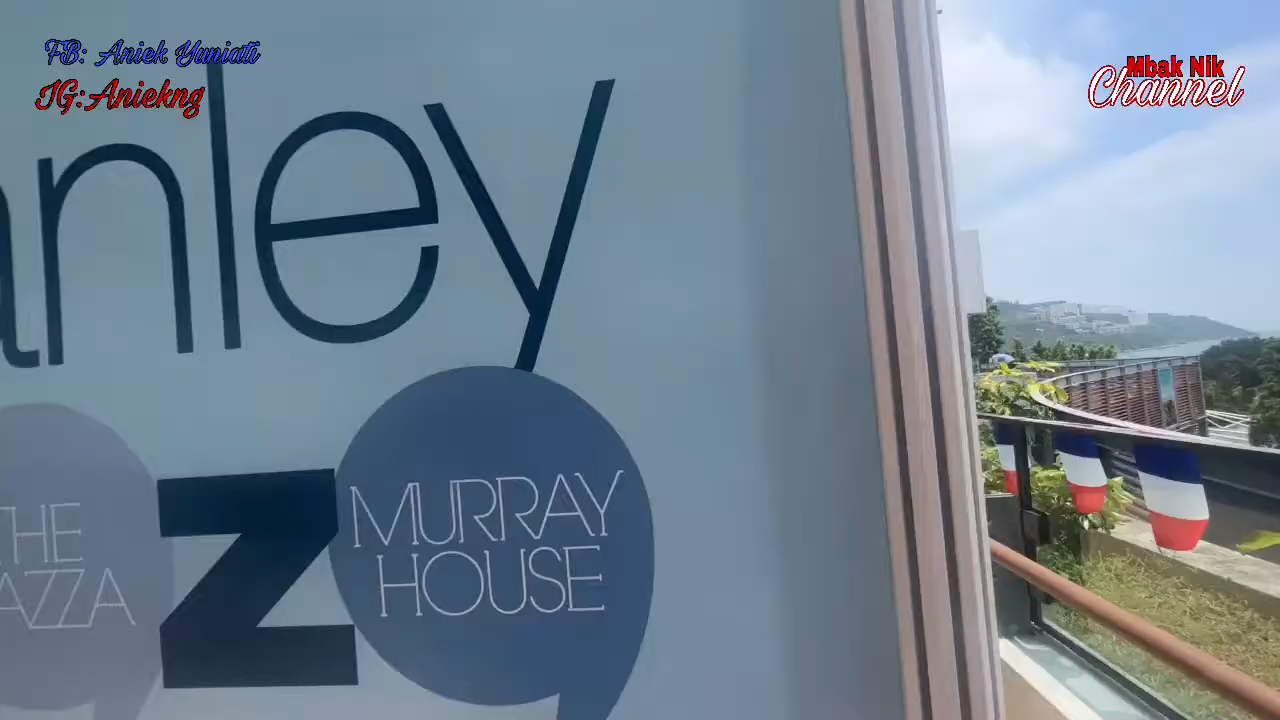 FB: Aniek Yuniati
IG:Aniekng
Mbak Nik
Channel
anley
THE
AZZA
Z
MURRAY
HOUSE